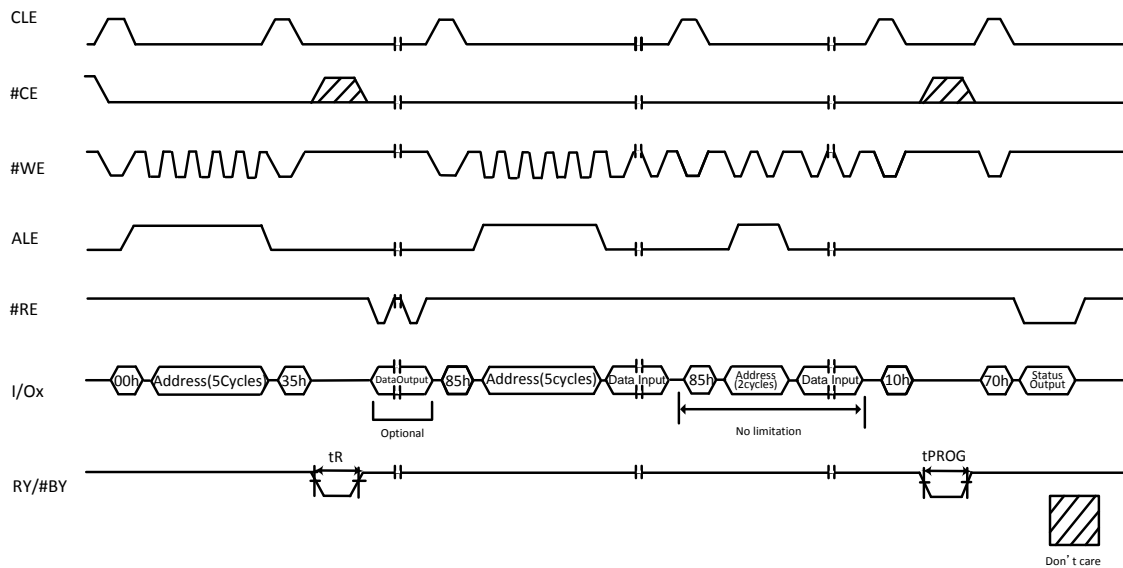 CLE
#CE
#WE
ALE
#RE
I/Ox
00h Address(5Cycles) 35h DataOutput 85h Address(5cycles) Data Input 85h Address (2cycles) Data Input 10h 70h Status Output
Optional
No limitation
RY/#BY
tR
tPROG
Don't care